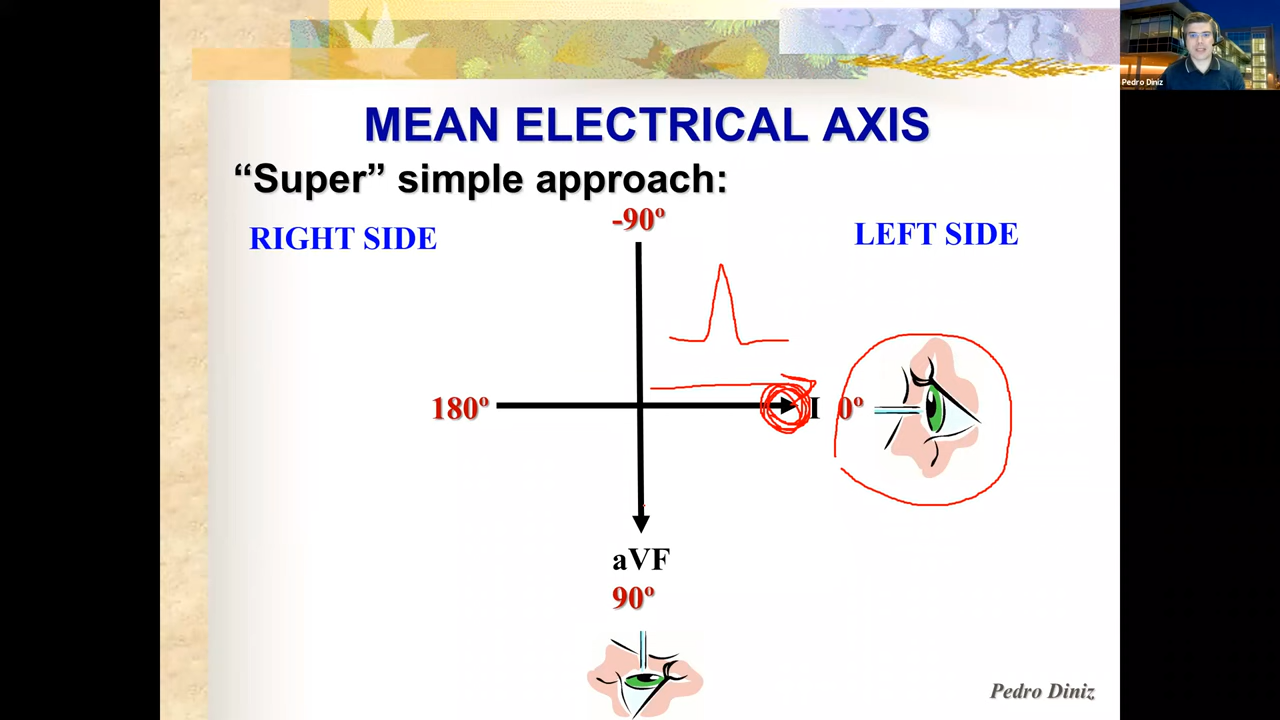 Pedro Diniz
MEAN ELECTRICAL AXIS
“Super” simple approach:
-90º
RIGHT SIDE
LEFT SIDE
180º
I 0º
aVF
90º
Pedro Diniz